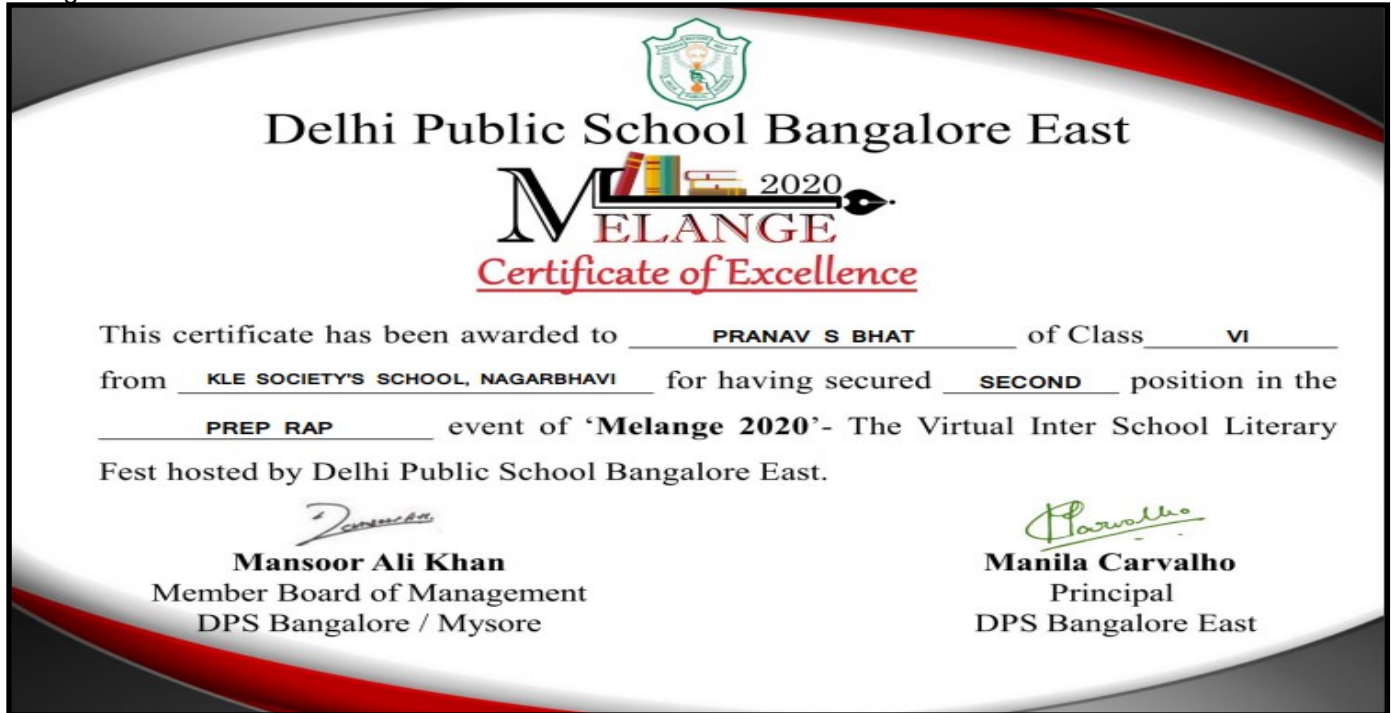 Delhi Public School Bangalore East
2020
MELANGE
Certificate of Excellence
This certificate has been awarded to PRANAV S BHAT of Class VI
from KLE SOCIETY'S SCHOOL, NAGARBHAVI for having secured SECOND position in the
PREP RAP event of ‘Melange 2020’- The Virtual Inter School Literary
Fest hosted by Delhi Public School Bangalore East.
Mansoor Ali Khan
Member Board of Management
DPS Bangalore / Mysore
Manila Carvalho
Principal
DPS Bangalore East